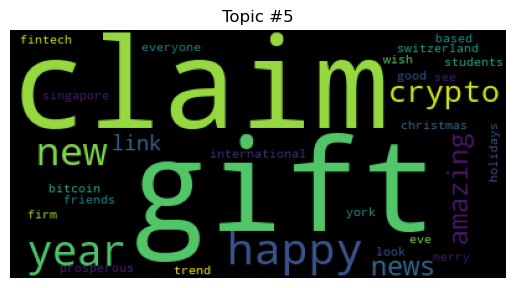 Topic #5
fintech
everyone
based
switzerland
claim
wish
students
good
see
singapore
crypto
new
link
christmas
international
amazing
holidays
gift
bitcoin
friends
firm
york
year
happy
eve
look
merry
prosperous
trend
news